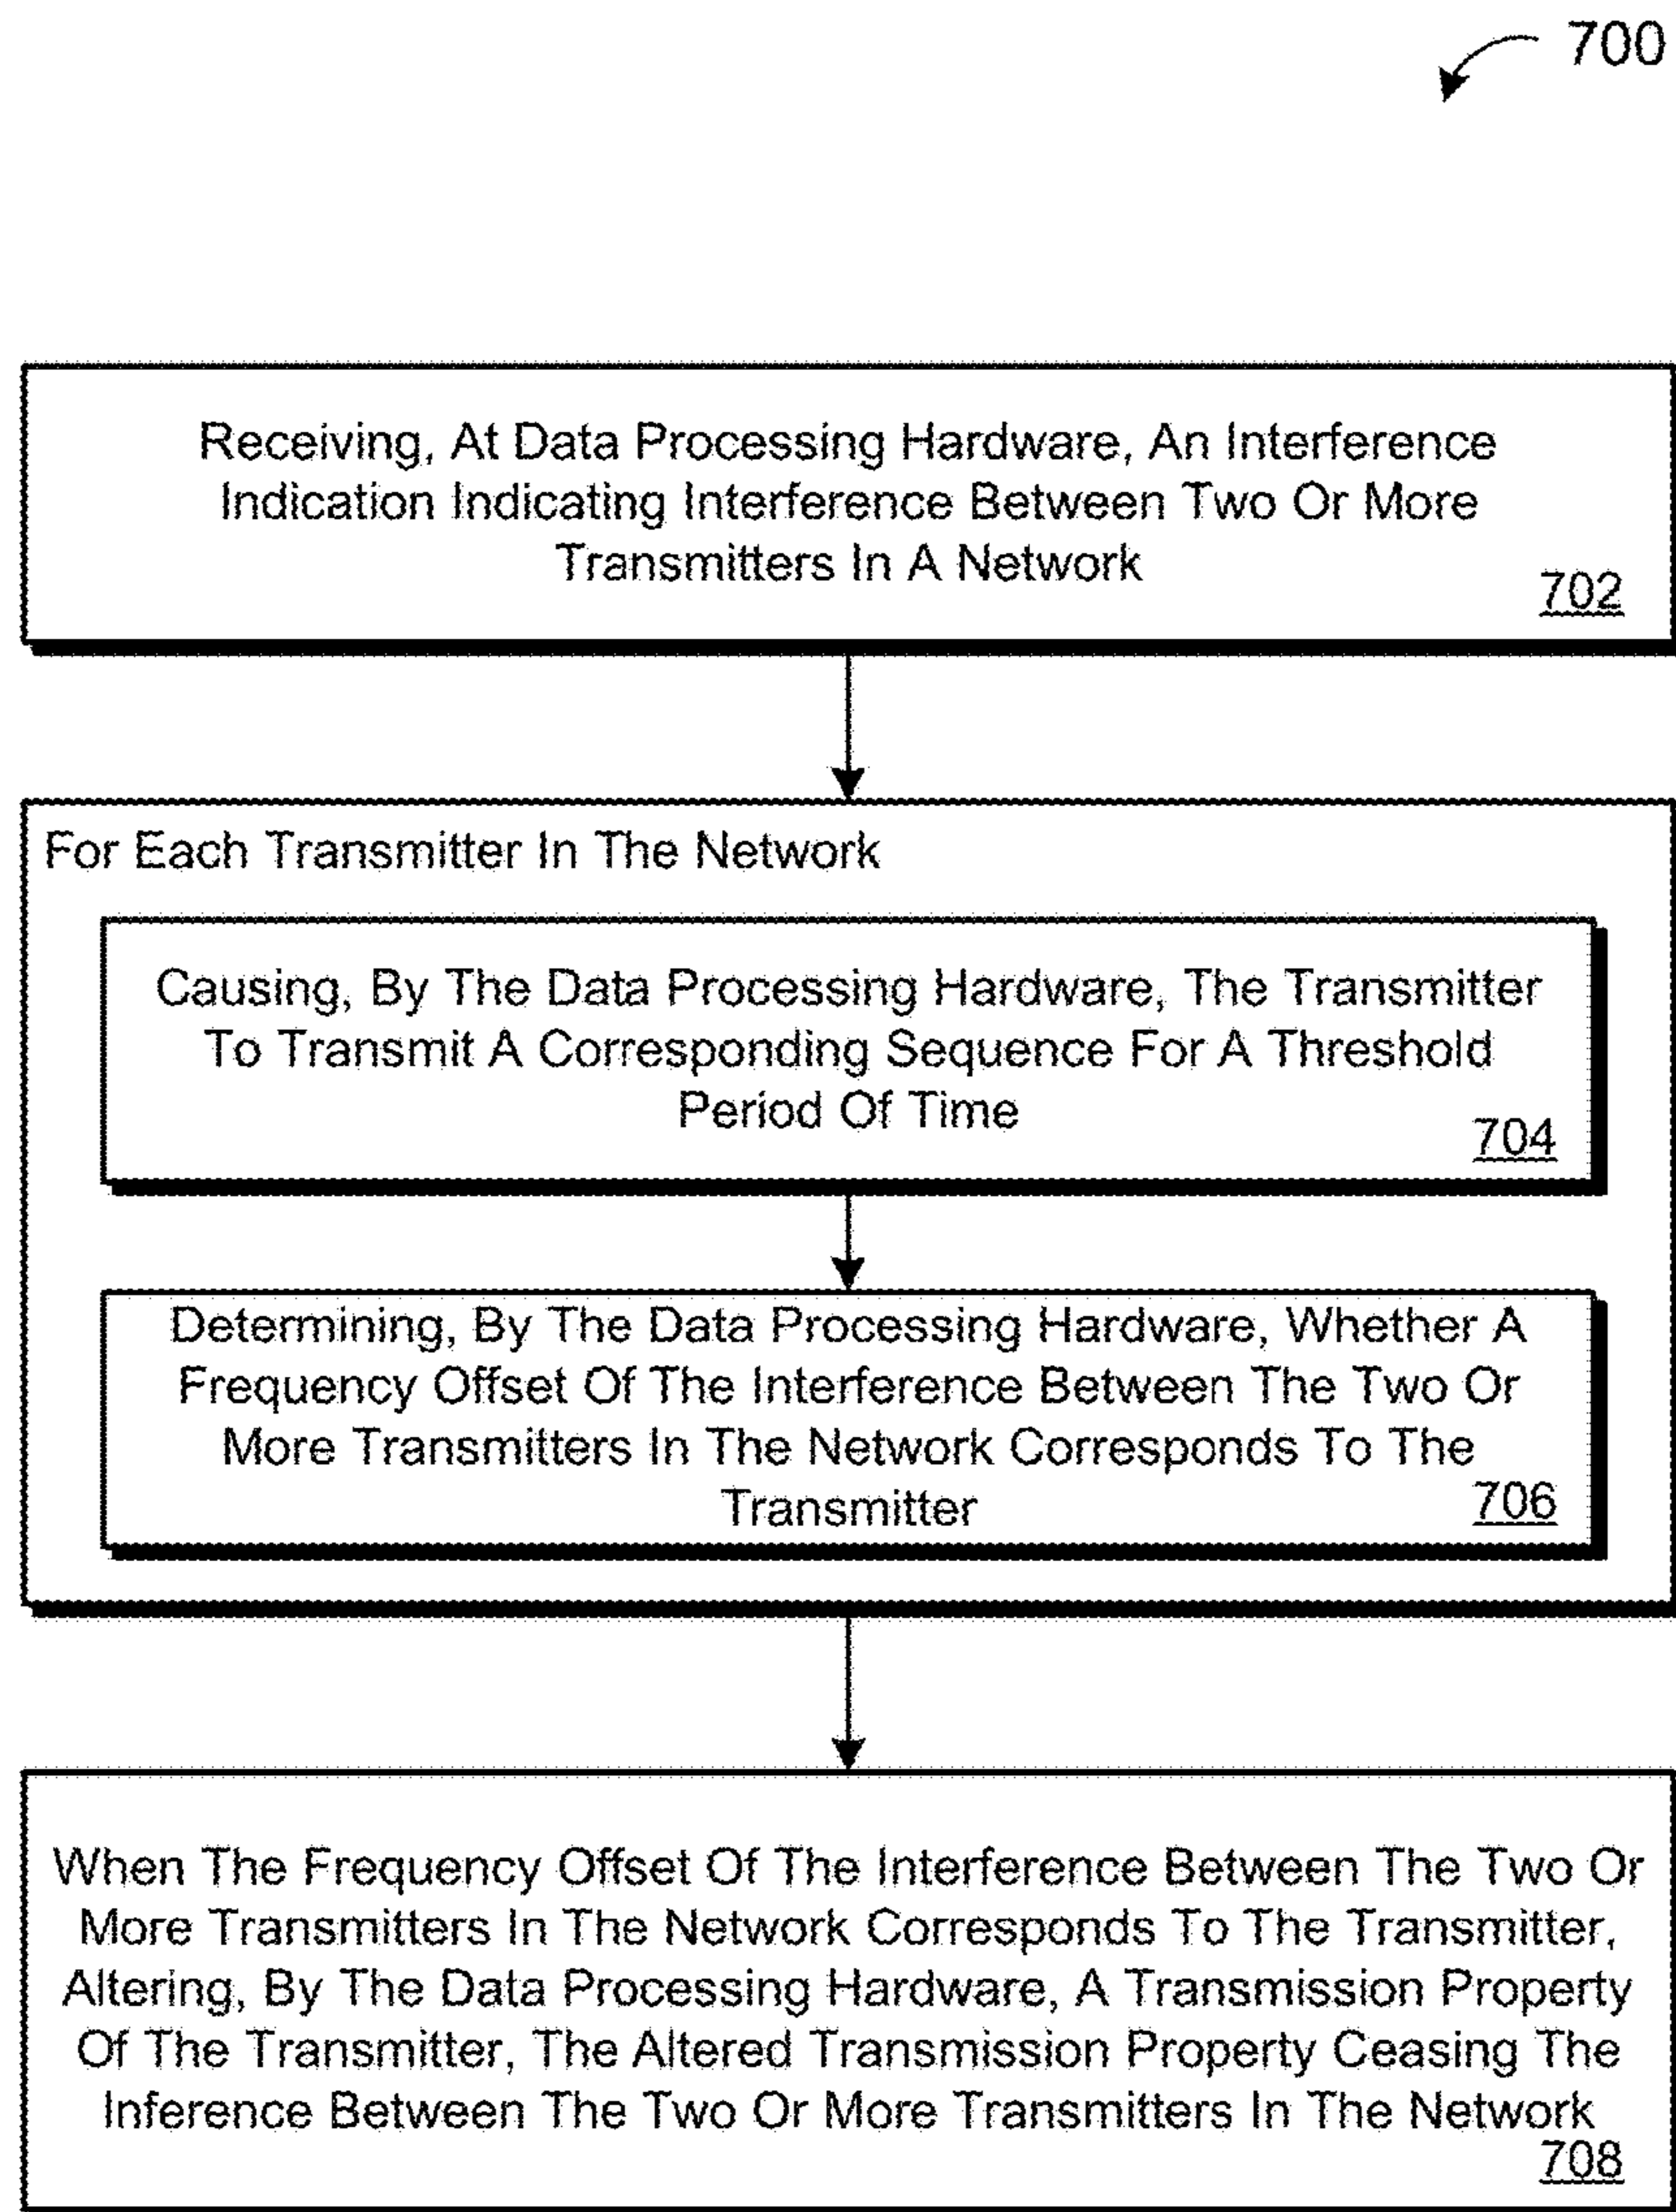 700
Receiving, At Data Processing Hardware, An Interference
Indication Indicating Interference Between Two Or More
Transmitters In A Network
702
For Each Transmitter In The Network
Causing, By The Data Processing Hardware, The Transmitter
To Transmit A Corresponding Sequence For A Threshold
Period Of Time
704
Determining, By The Data Processing Hardware, Whether A
Frequency Offset Of The Interference Between The Two Or
More Transmitters In The Network Corresponds To The
Transmitter
706
When The Frequency Offset Of The Interference Between The Two Or
More Transmitters In The Network Corresponds To The Transmitter,
Altering, By The Data Processing Hardware, A Transmission Property
Of The Transmitter, The Altered Transmission Property Ceasing The
Inference Between The Two Or More Transmitters In The Network
708